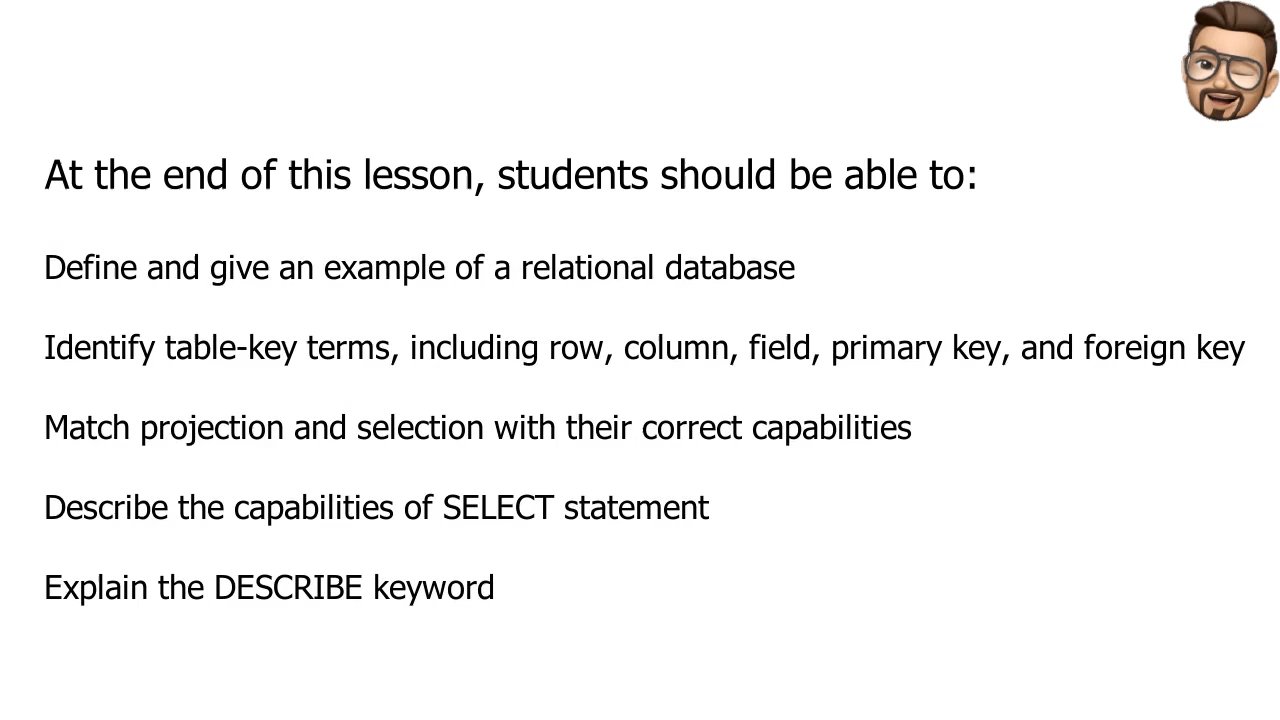 At the end of this lesson, students should be able to:
Define and give an example of a relational database
Identify table-key terms, including row, column, field, primary key, and foreign key
Match projection and selection with their correct capabilities
Describe the capabilities of SELECT statement
Explain the DESCRIBE keyword